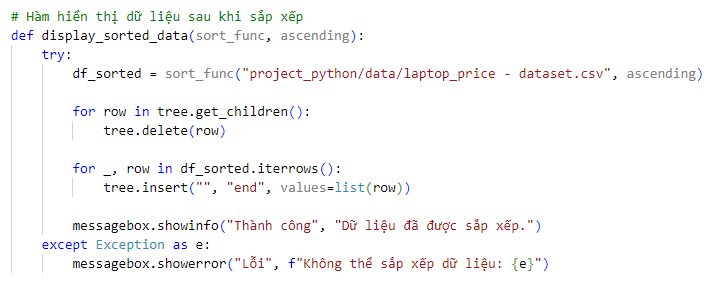 # Hàm hiển thị dữ liệu sau khi sắp xếp
def display_sorted_data(sort_func, ascending):
    try:
        df_sorted = sort_func("project_python/data/laptop_price - dataset.csv", ascending)
        for row in tree.get_children():
            tree.delete(row)
        for _, row in df_sorted.iterrows():
            tree.insert("", "end", values=list(row))
        messagebox.showinfo("Thành công", "Dữ liệu đã được sắp xếp.")
    except Exception as e:
        messagebox.showerror("Lỗi", f"Không thể sắp xếp dữ liệu: {e}")